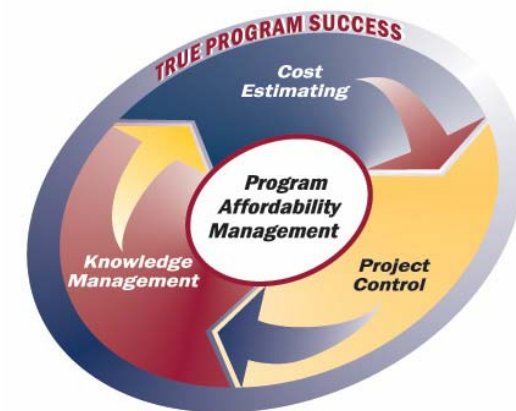 TRUE PROGRAM SUCCESS
Cost
Estimating
Program
Affordability
Management
Knowledge
Management
Project
Control